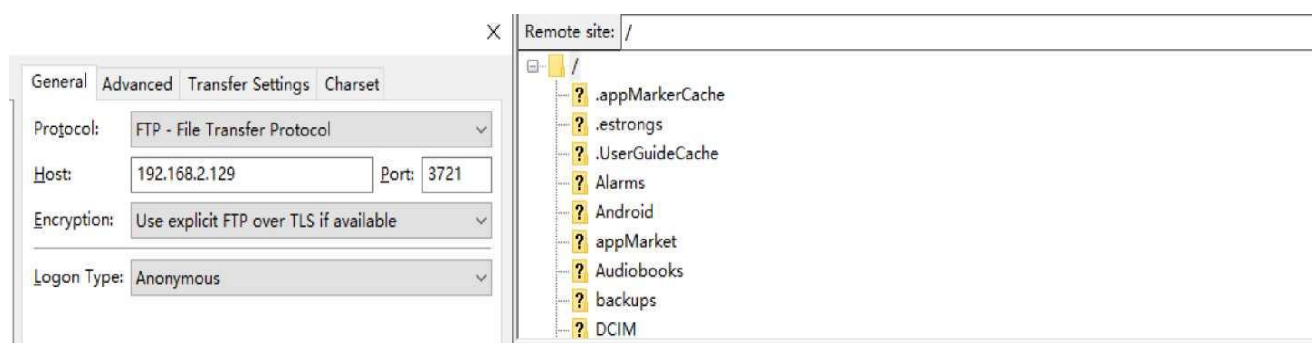 General Advanced Transfer Settings Charset
Protocol: FTP - File Transfer Protocol
Host: 192.168.2.129 Port: 3721
Encryption: Use explicit FTP over TLS if available
Logon Type: Anonymous
Remote site: /
/
.appMarkerCache
.estrongs
.UserGuideCache
Alarms
Android
appMarket
Audiobooks
backups
DCIM